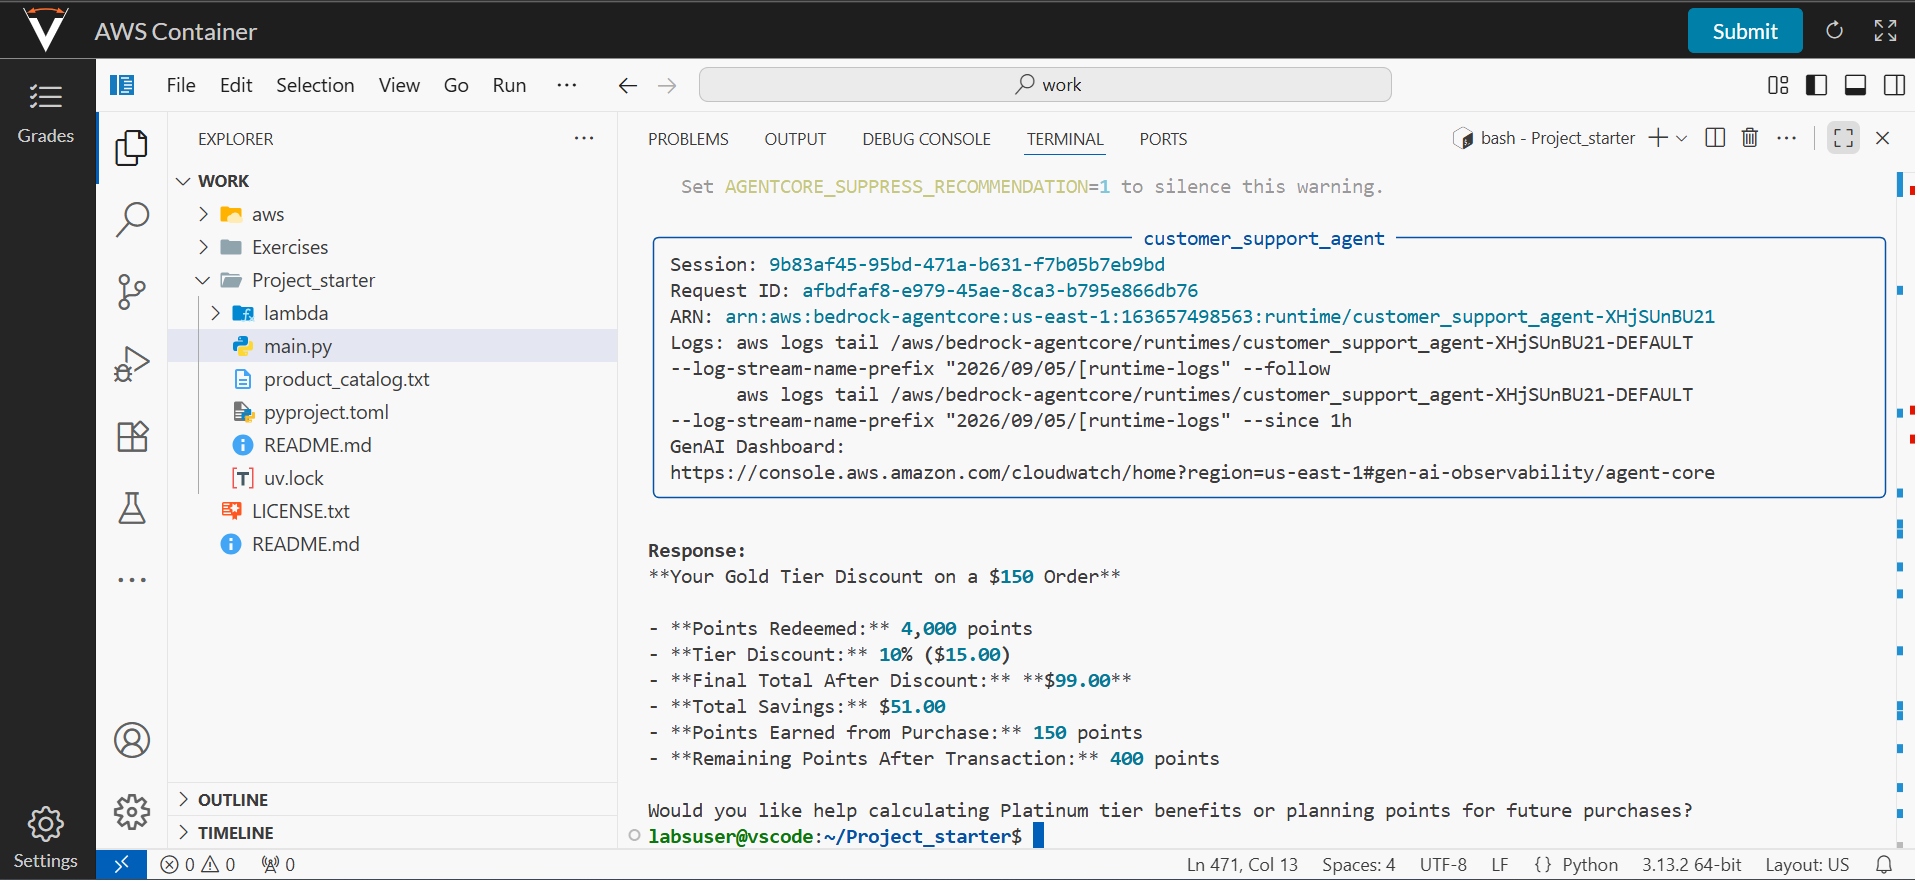 AWS Container
Submit
Grades
File Edit Selection View Go Run ···
work
EXPLORER
WORK
aws
Exercises
Project_starter
lambda
main.py
product_catalog.txt
pyproject.toml
README.md
uv.lock
LICENSE.txt
README.md
OUTLINE
TIMELINE
Settings
PROBLEMS OUTPUT DEBUG CONSOLE TERMINAL PORTS
bash - Project_starter
Set AGENTCORE_SUPPRESS_RECOMMENDATION=1 to silence this warning.
customer_support_agent
Session: 9b83af45-95bd-471a-b631-f7b05b7eb9bd
Request ID: afbdfaf8-e979-45ae-8ca3-b795e866db76
ARN: arn:aws:bedrock-agentcore:us-east-1:163657498563:runtime/customer_support_agent-XHjSUnBU21
Logs: aws logs tail /aws/bedrock-agentcore/runtimes/customer_support_agent-XHjSUnBU21-DEFAULT
--log-stream-name-prefix "2026/09/05/[runtime-logs" --follow
aws logs tail /aws/bedrock-agentcore/runtimes/customer_support_agent-XHjSUnBU21-DEFAULT
--log-stream-name-prefix "2026/09/05/[runtime-logs" --since 1h
GenAI Dashboard:
https://console.aws.amazon.com/cloudwatch/home?region=us-east-1#gen-ai-observability/agent-core
Response:
**Your Gold Tier Discount on a $150 Order**
- **Points Redeemed:** 4,000 points
- **Tier Discount:** 10% ($15.00)
- **Final Total After Discount:** **$99.00**
- **Total Savings:** $51.00
- **Points Earned from Purchase:** 150 points
- **Remaining Points After Transaction:** 400 points
Would you like help calculating Platinum tier benefits or planning points for future purchases?
labsuser@vscode:~/Project_starter$
0 0 0
Ln 471, Col 13 Spaces: 4 UTF-8 LF {} Python 3.13.2 64-bit Layout: US